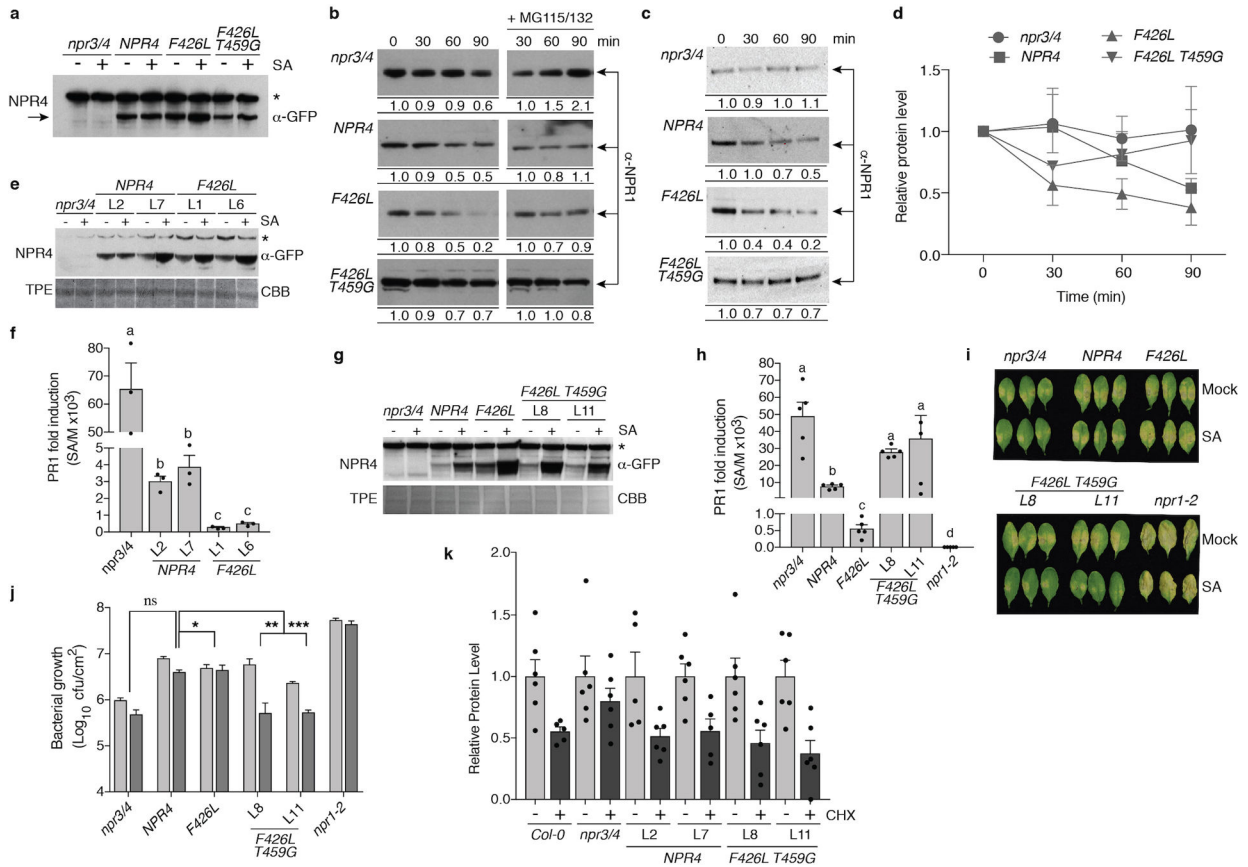 a
npr3/4 NPR4 F426L F426L T459G
- + - + - + - + SA
NPR4
*
α-GFP
b
+ MG115/132
0 30 60 90 30 60 90 min
npr3/4
1.0 0.9 0.9 0.6 1.0 1.5 2.1
NPR4
1.0 0.9 0.5 0.5 1.0 0.8 1.1
F426L
1.0 0.8 0.5 0.2 1.0 0.7 0.9
F426L T459G
1.0 0.9 0.7 0.7 1.0 1.0 0.8
α-NPR1
c
0 30 60 90 min
npr3/4
1.0 0.9 1.0 1.1
NPR4
1.0 1.0 0.7 0.5
F426L
1.0 0.4 0.4 0.2
F426L T459G
1.0 0.7 0.7 0.7
α-NPR1
d
npr3/4 F426L
NPR4 F426L T459G
Relative protein level
1.5
1.0
0.5
0.0
0 30 60 90
Time (min)
e
NPR4 F426L
npr3/4 L2 L7 L1 L6
- + - + - + - + - + SA
*
NPR4 α-GFP
TPE CBB
f
PR1 fold induction
(SA/M x10³)
80
70
60
50
4
3
2
1
0
a
b
b
c
c
npr3/4 L2 L7 L1 L6
NPR4 F426L
g
F426L T459G
npr3/4 NPR4 F426L L8 L11
- + - + - + - + - + SA
*
NPR4 α-GFP
TPE CBB
h
PR1 fold induction
(SA/M x10³)
80
70
60
50
40
30
20
10
1.0
0.5
0.0
a
b
c
a
a
d
npr3/4 NPR4 F426L L8 L11 npr1-2
F426L
T459G
i
npr3/4 NPR4 F426L
Mock
SA
F426L T459G
L8 L11 npr1-2
Mock
SA
j
Bacterial growth
(Log₁₀ cfu/cm²)
8
7
6
5
4
ns
*
**
***
npr3/4 NPR4 F426L L8 L11 npr1-2
F426L
T459G
k
Relative Protein Level
2.0
1.5
1.0
0.5
0.0
- + - + - + - + - + - + CHX
Col-0 npr3/4 L2 L7 L8 L11
NPR4 F426L T459G